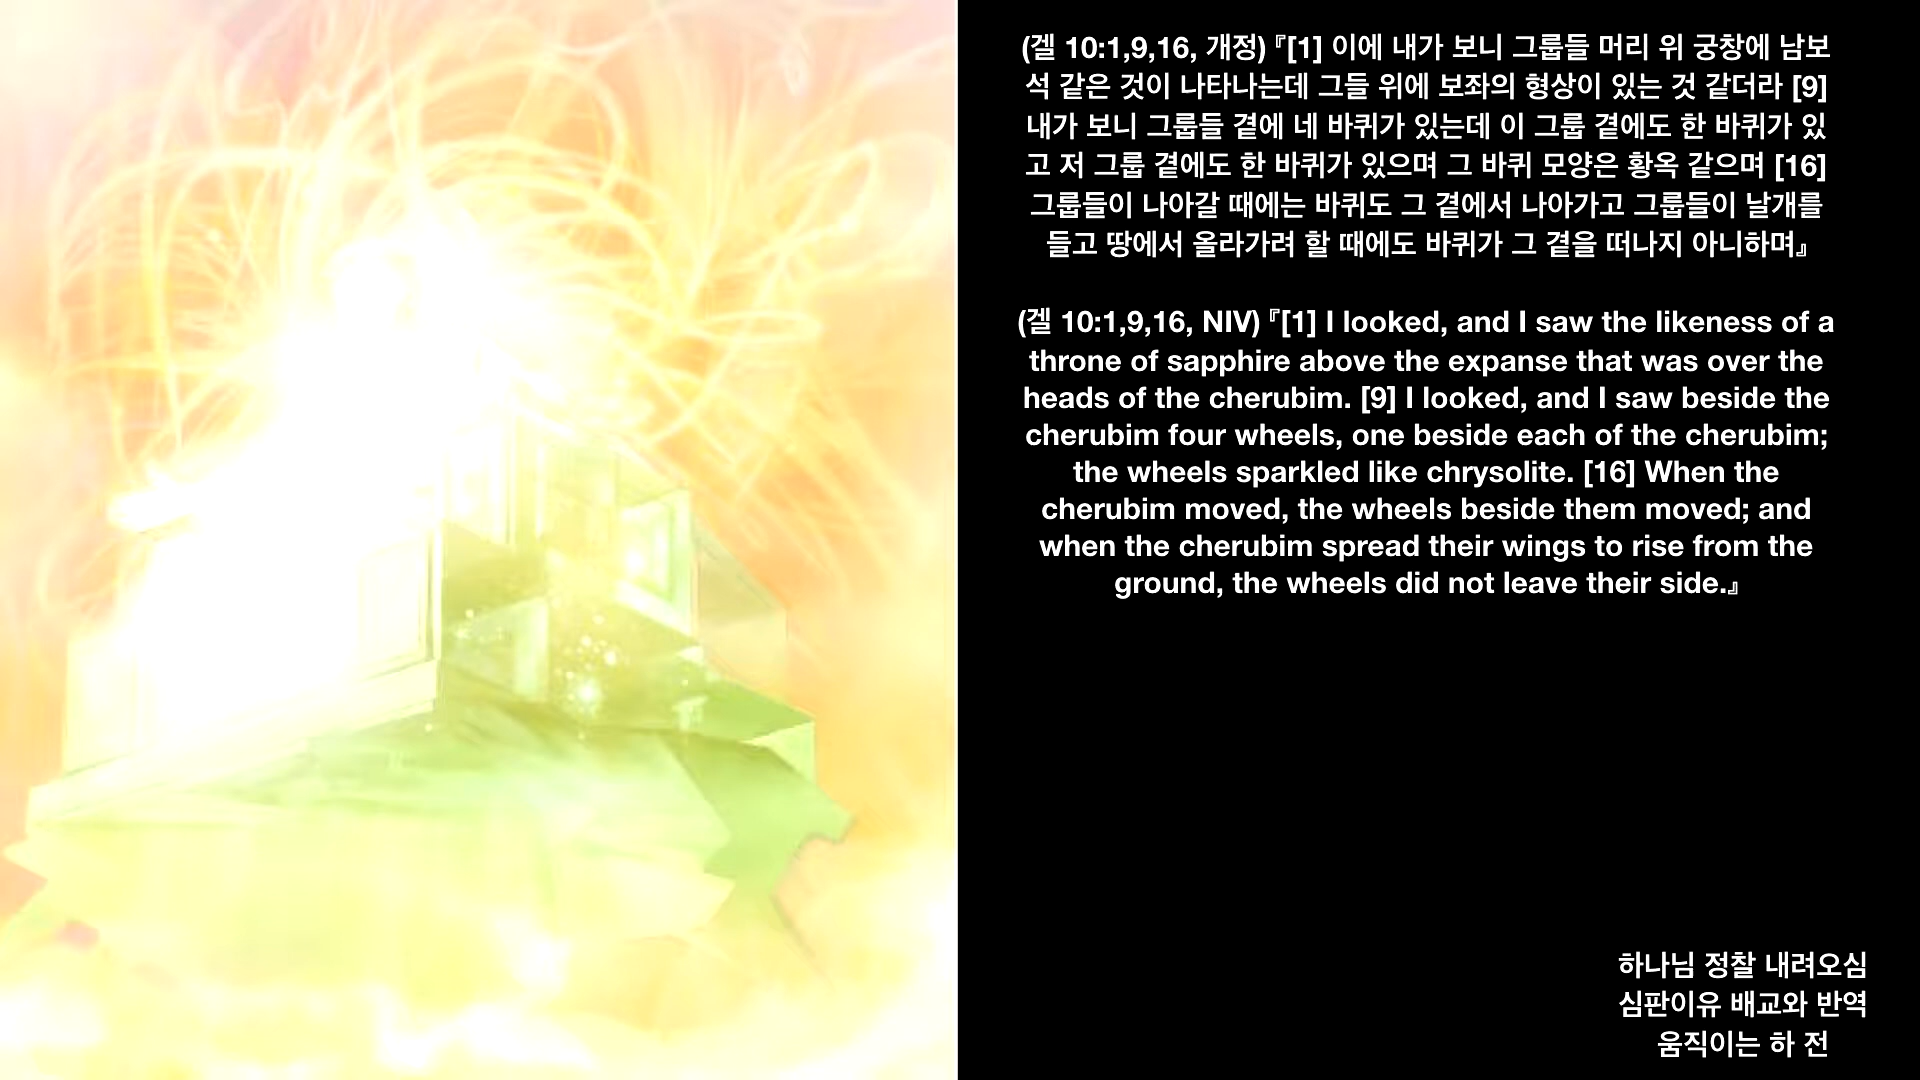 (겔 10:1,9,16, 개정)『[1] 이에 내가 보니 그룹들 머리 위 궁창에 남보
석 같은 것이 나타나는데 그들 위에 보좌의 형상이 있는 것 같더라 [9]
내가 보니 그룹들 곁에 네 바퀴가 있는데 이 그룹 곁에도 한 바퀴가 있
고 저 그룹 곁에도 한 바퀴가 있으며 그 바퀴 모양은 황옥 같으며 [16]
그룹들이 나아갈 때에는 바퀴도 그 곁에서 나아가고 그룹들이 날개를
들고 땅에서 올라가려 할 때에도 바퀴가 그 곁을 떠나지 아니하며』
(겔 10:1,9,16, NIV)『[1] I looked, and I saw the likeness of a
throne of sapphire above the expanse that was over the
heads of the cherubim. [9] I looked, and I saw beside the
cherubim four wheels, one beside each of the cherubim;
the wheels sparkled like chrysolite. [16] When the
cherubim moved, the wheels beside them moved; and
when the cherubim spread their wings to rise from the
ground, the wheels did not leave their side.』
하나님 정찰 내려오심
심판이유 배교와 반역
움직이는 하 전